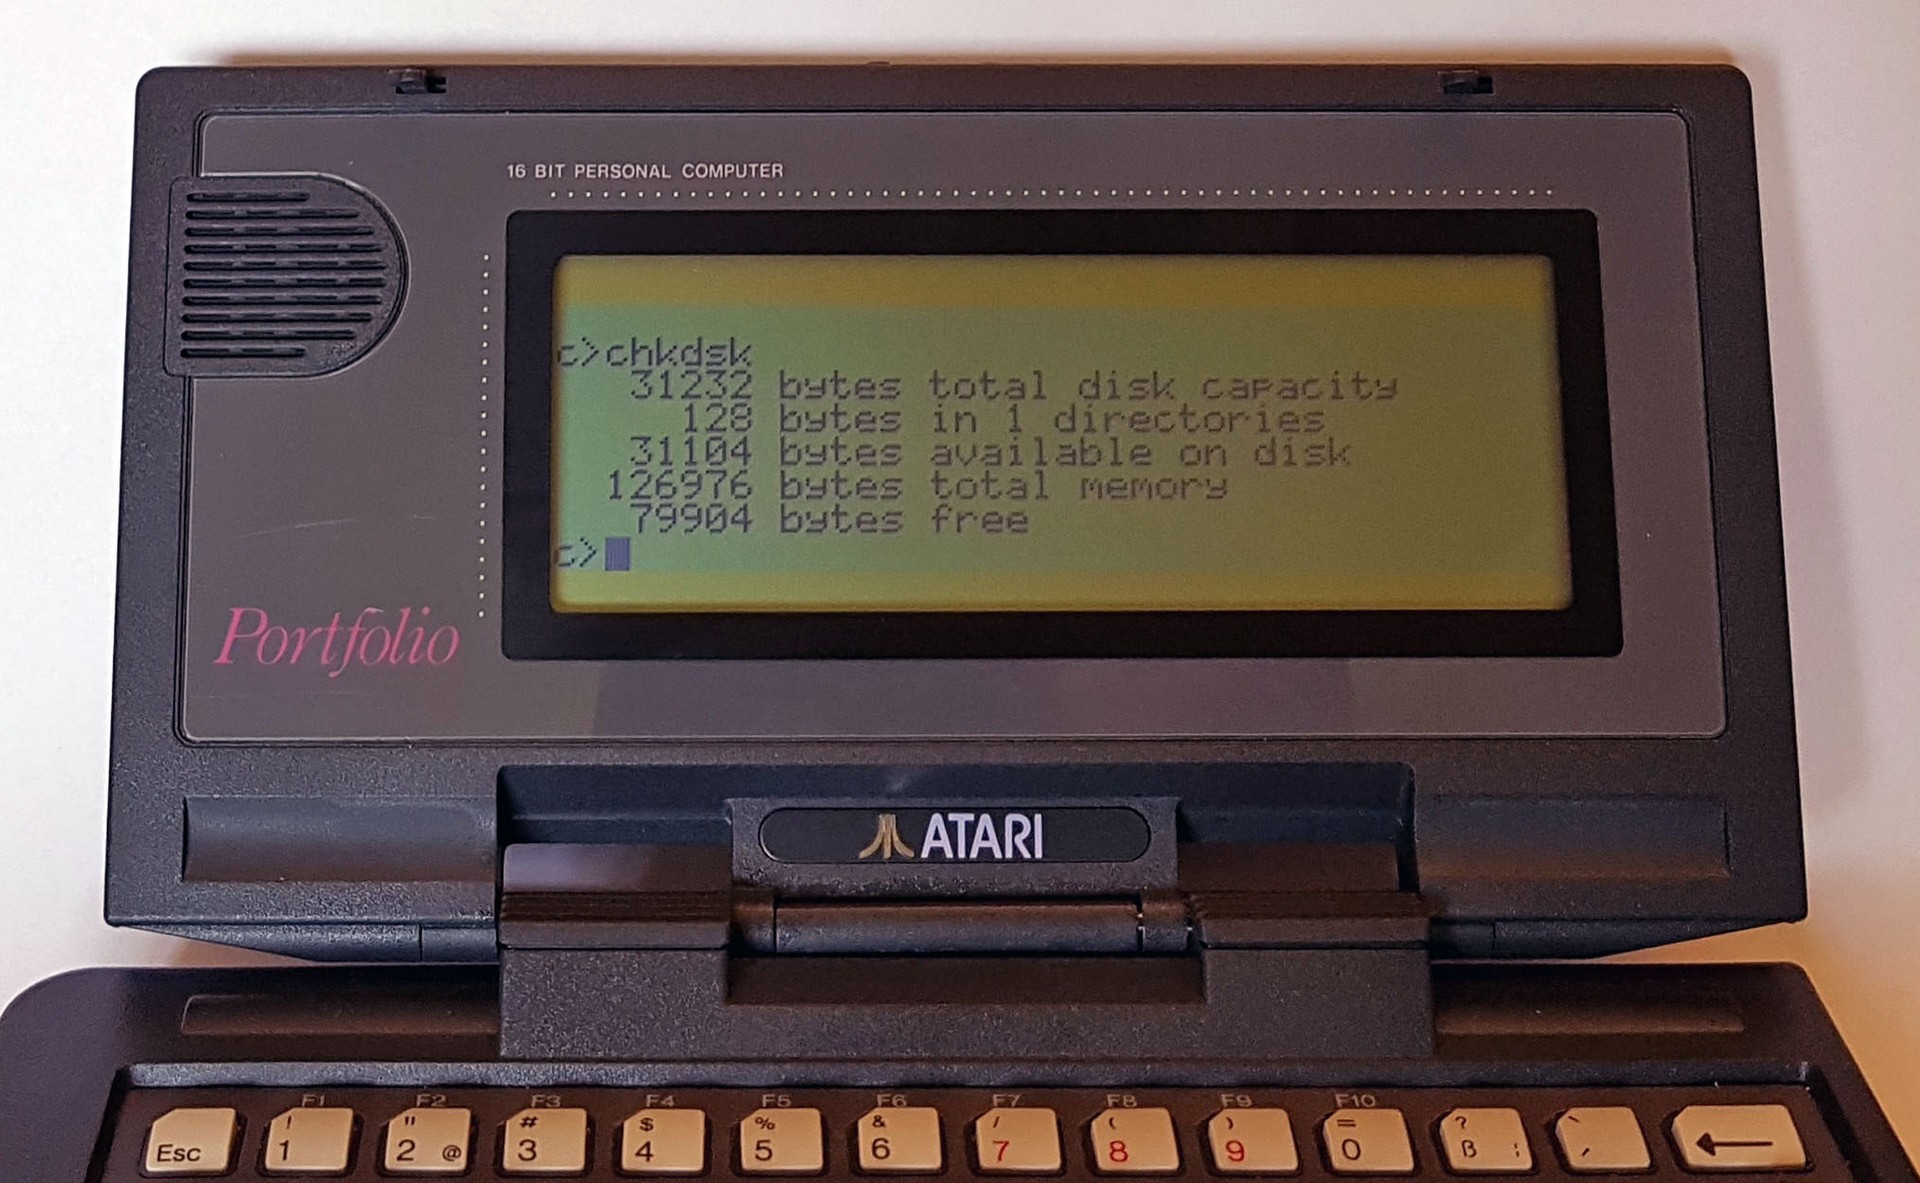 16 BIT PERSONAL COMPUTER
c>chkdsk
31232 bytes total disk capacity
128 bytes in 1 directories
31104 bytes available on disk
126976 bytes total memory
79904 bytes free
c>
Portfolio
ATARI
F1 F2 F3 F4 F5 F6 F7 F8 F9 F10
! " # $ % & / ( ) = ? `
Esc 1 2 @ 3 4 5 6 7 8 9 0 ß ´